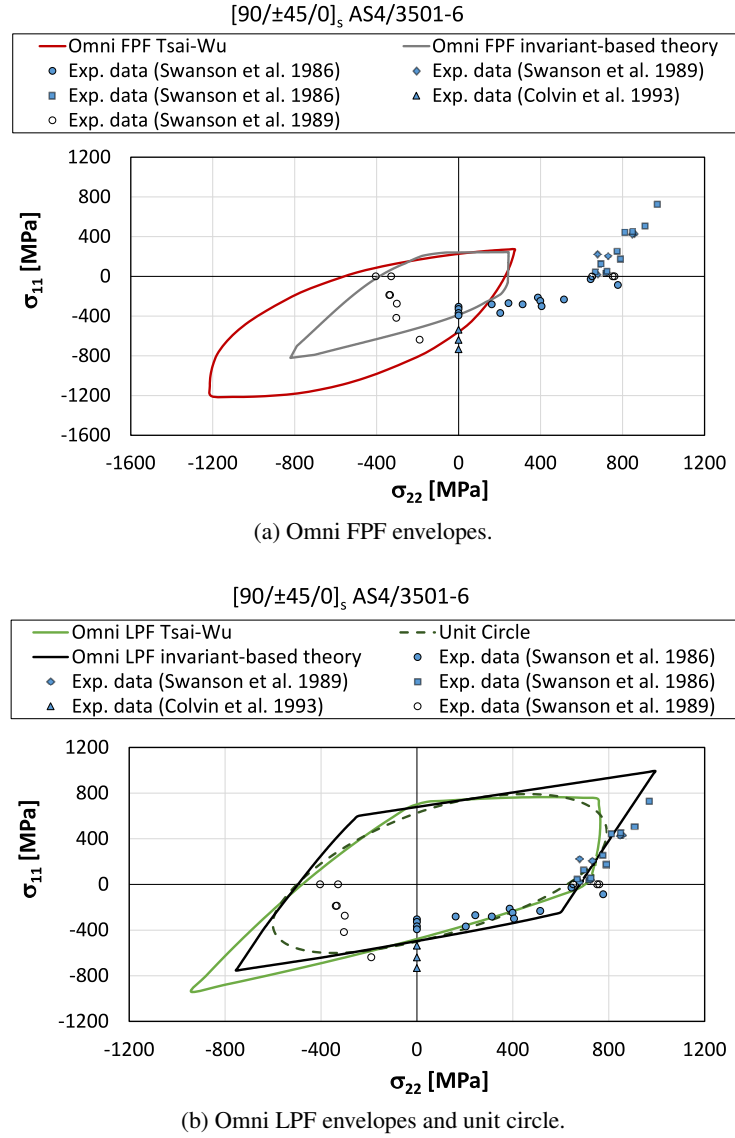 [90/±45/0]s AS4/3501-6
Omni FPF Tsai-Wu
Omni FPF invariant-based theory
Exp. data (Swanson et al. 1986)
Exp. data (Swanson et al. 1989)
Exp. data (Swanson et al. 1986)
Exp. data (Colvin et al. 1993)
Exp. data (Swanson et al. 1989)
1200
800
400
0
-400
-800
-1200
-1600
σ11 [MPa]
-1600 -1200 -800 -400 0 400 800 1200
σ22 [MPa]
(a) Omni FPF envelopes.
[90/±45/0]s AS4/3501-6
Omni LPF Tsai-Wu
Unit Circle
Omni LPF invariant-based theory
Exp. data (Swanson et al. 1986)
Exp. data (Swanson et al. 1989)
Exp. data (Swanson et al. 1986)
Exp. data (Colvin et al. 1993)
Exp. data (Swanson et al. 1989)
1200
800
400
0
-400
-800
-1200
σ11 [MPa]
-1200 -800 -400 0 400 800 1200
σ22 [MPa]
(b) Omni LPF envelopes and unit circle.